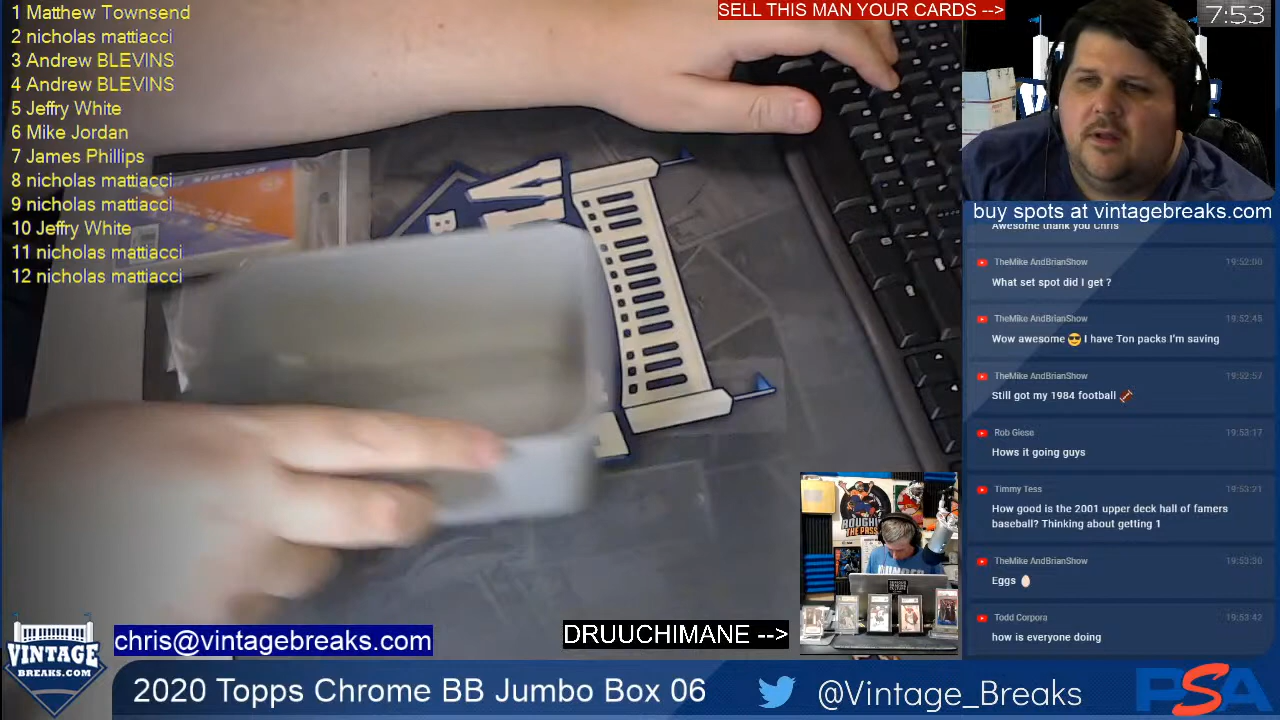 1 Matthew Townsend
2 nicholas mattiacci
3 Andrew BLEVINS
4 Andrew BLEVINS
5 Jeffry White
6 Mike Jordan
7 James Phillips
8 nicholas mattiacci
9 nicholas mattiacci
10 Jeffry White
11 nicholas mattiacci
12 nicholas mattiacci
SELL THIS MAN YOUR CARDS -->
7:53
buy spots at vintagebreaks.com
Awesome thank you Chris
TheMike AndBrianShow 19:52:00
What set spot did I get ?
TheMike AndBrianShow 19:52:45
Wow awesome 😎 I have Ton packs I'm saving
TheMike AndBrianShow 19:52:57
Still got my 1984 football 🏈
Rob Giese 19:53:17
Hows it going guys
Timmy Tess 19:53:21
How good is the 2001 upper deck hall of famers
baseball? Thinking about getting 1
TheMike AndBrianShow 19:53:30
Eggs 🥚
Todd Corpora 19:53:42
how is everyone doing
ROUGHING
THE PASS
VINTAGE
BREAKS.COM
chris@vintagebreaks.com
DRUUCHIMANE -->
2020 Topps Chrome BB Jumbo Box 06
@Vintage_Breaks
PSA